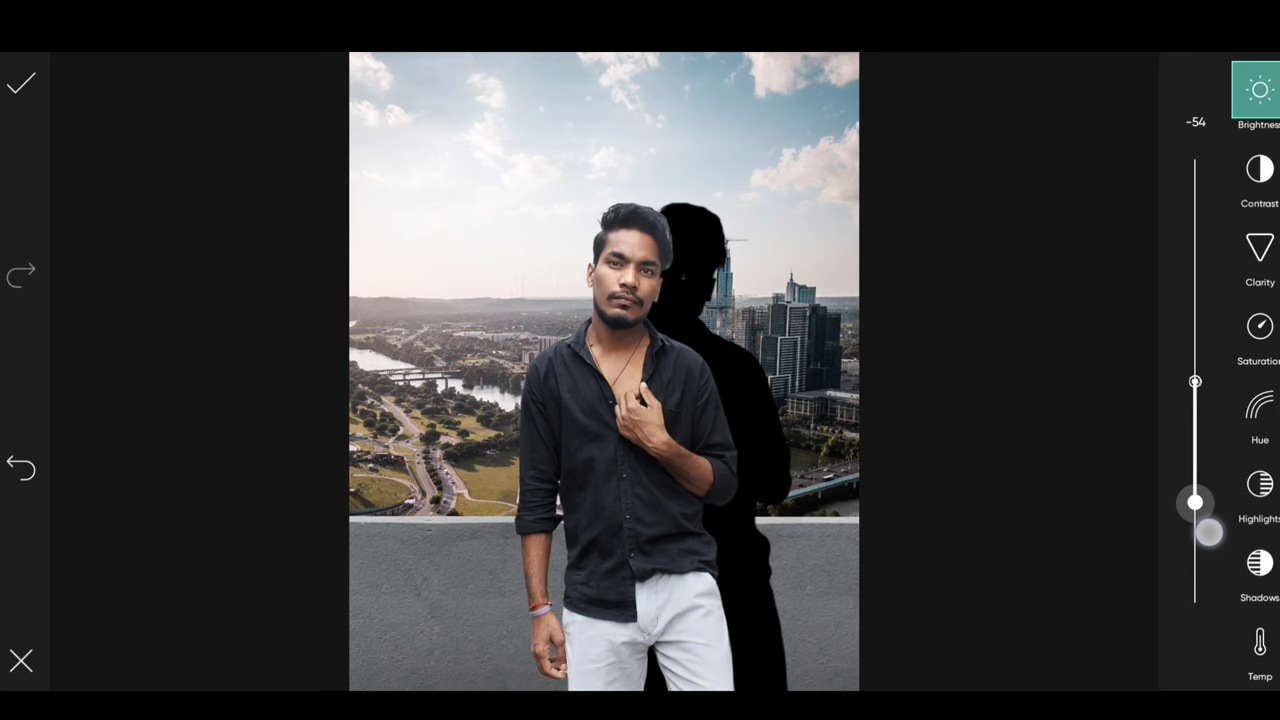 -54
Brightness
Contrast
Clarity
Saturation
Hue
Highlights
Shadows
Temp